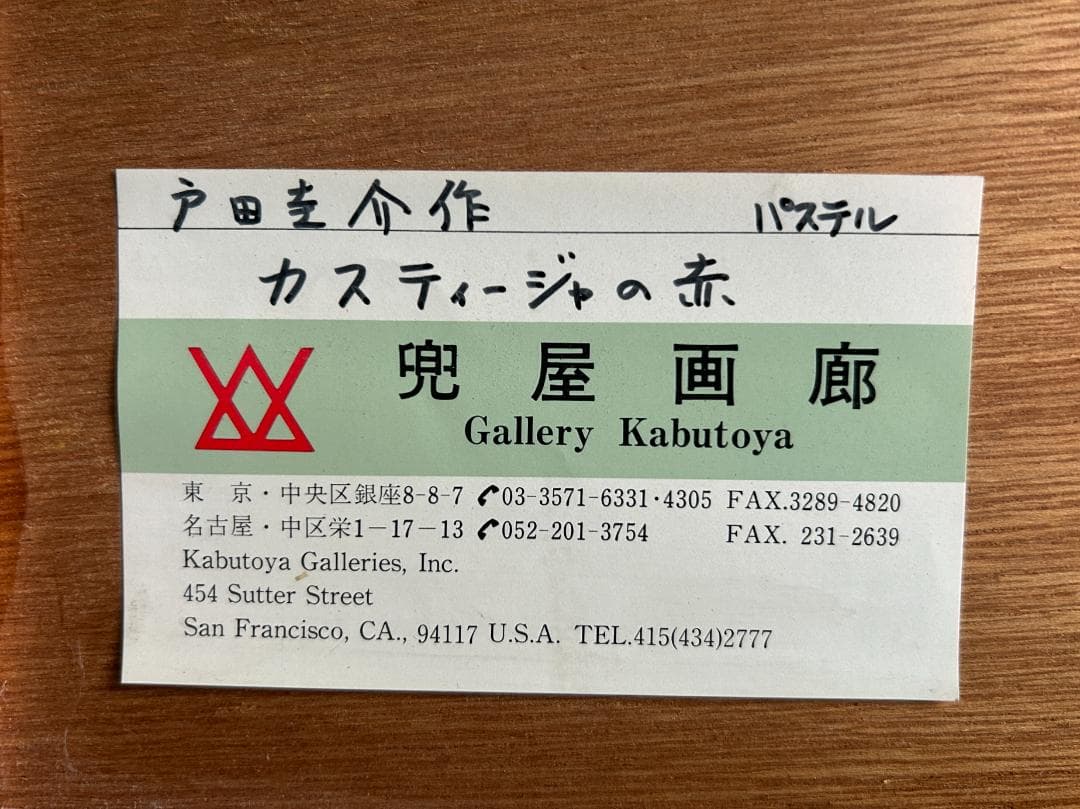 戸田圭介作 パステル
カスティージャの赤
兜屋画廊
Gallery Kabutoya
東 京・中央区銀座8-8-7 03-3571-6331・4305 FAX.3289-4820
名古屋・中区栄1-17-13 052-201-3754 FAX. 231-2639
Kabutoya Galleries, Inc.
454 Sutter Street
San Francisco, CA., 94117 U.S.A. TEL.415(434)2777